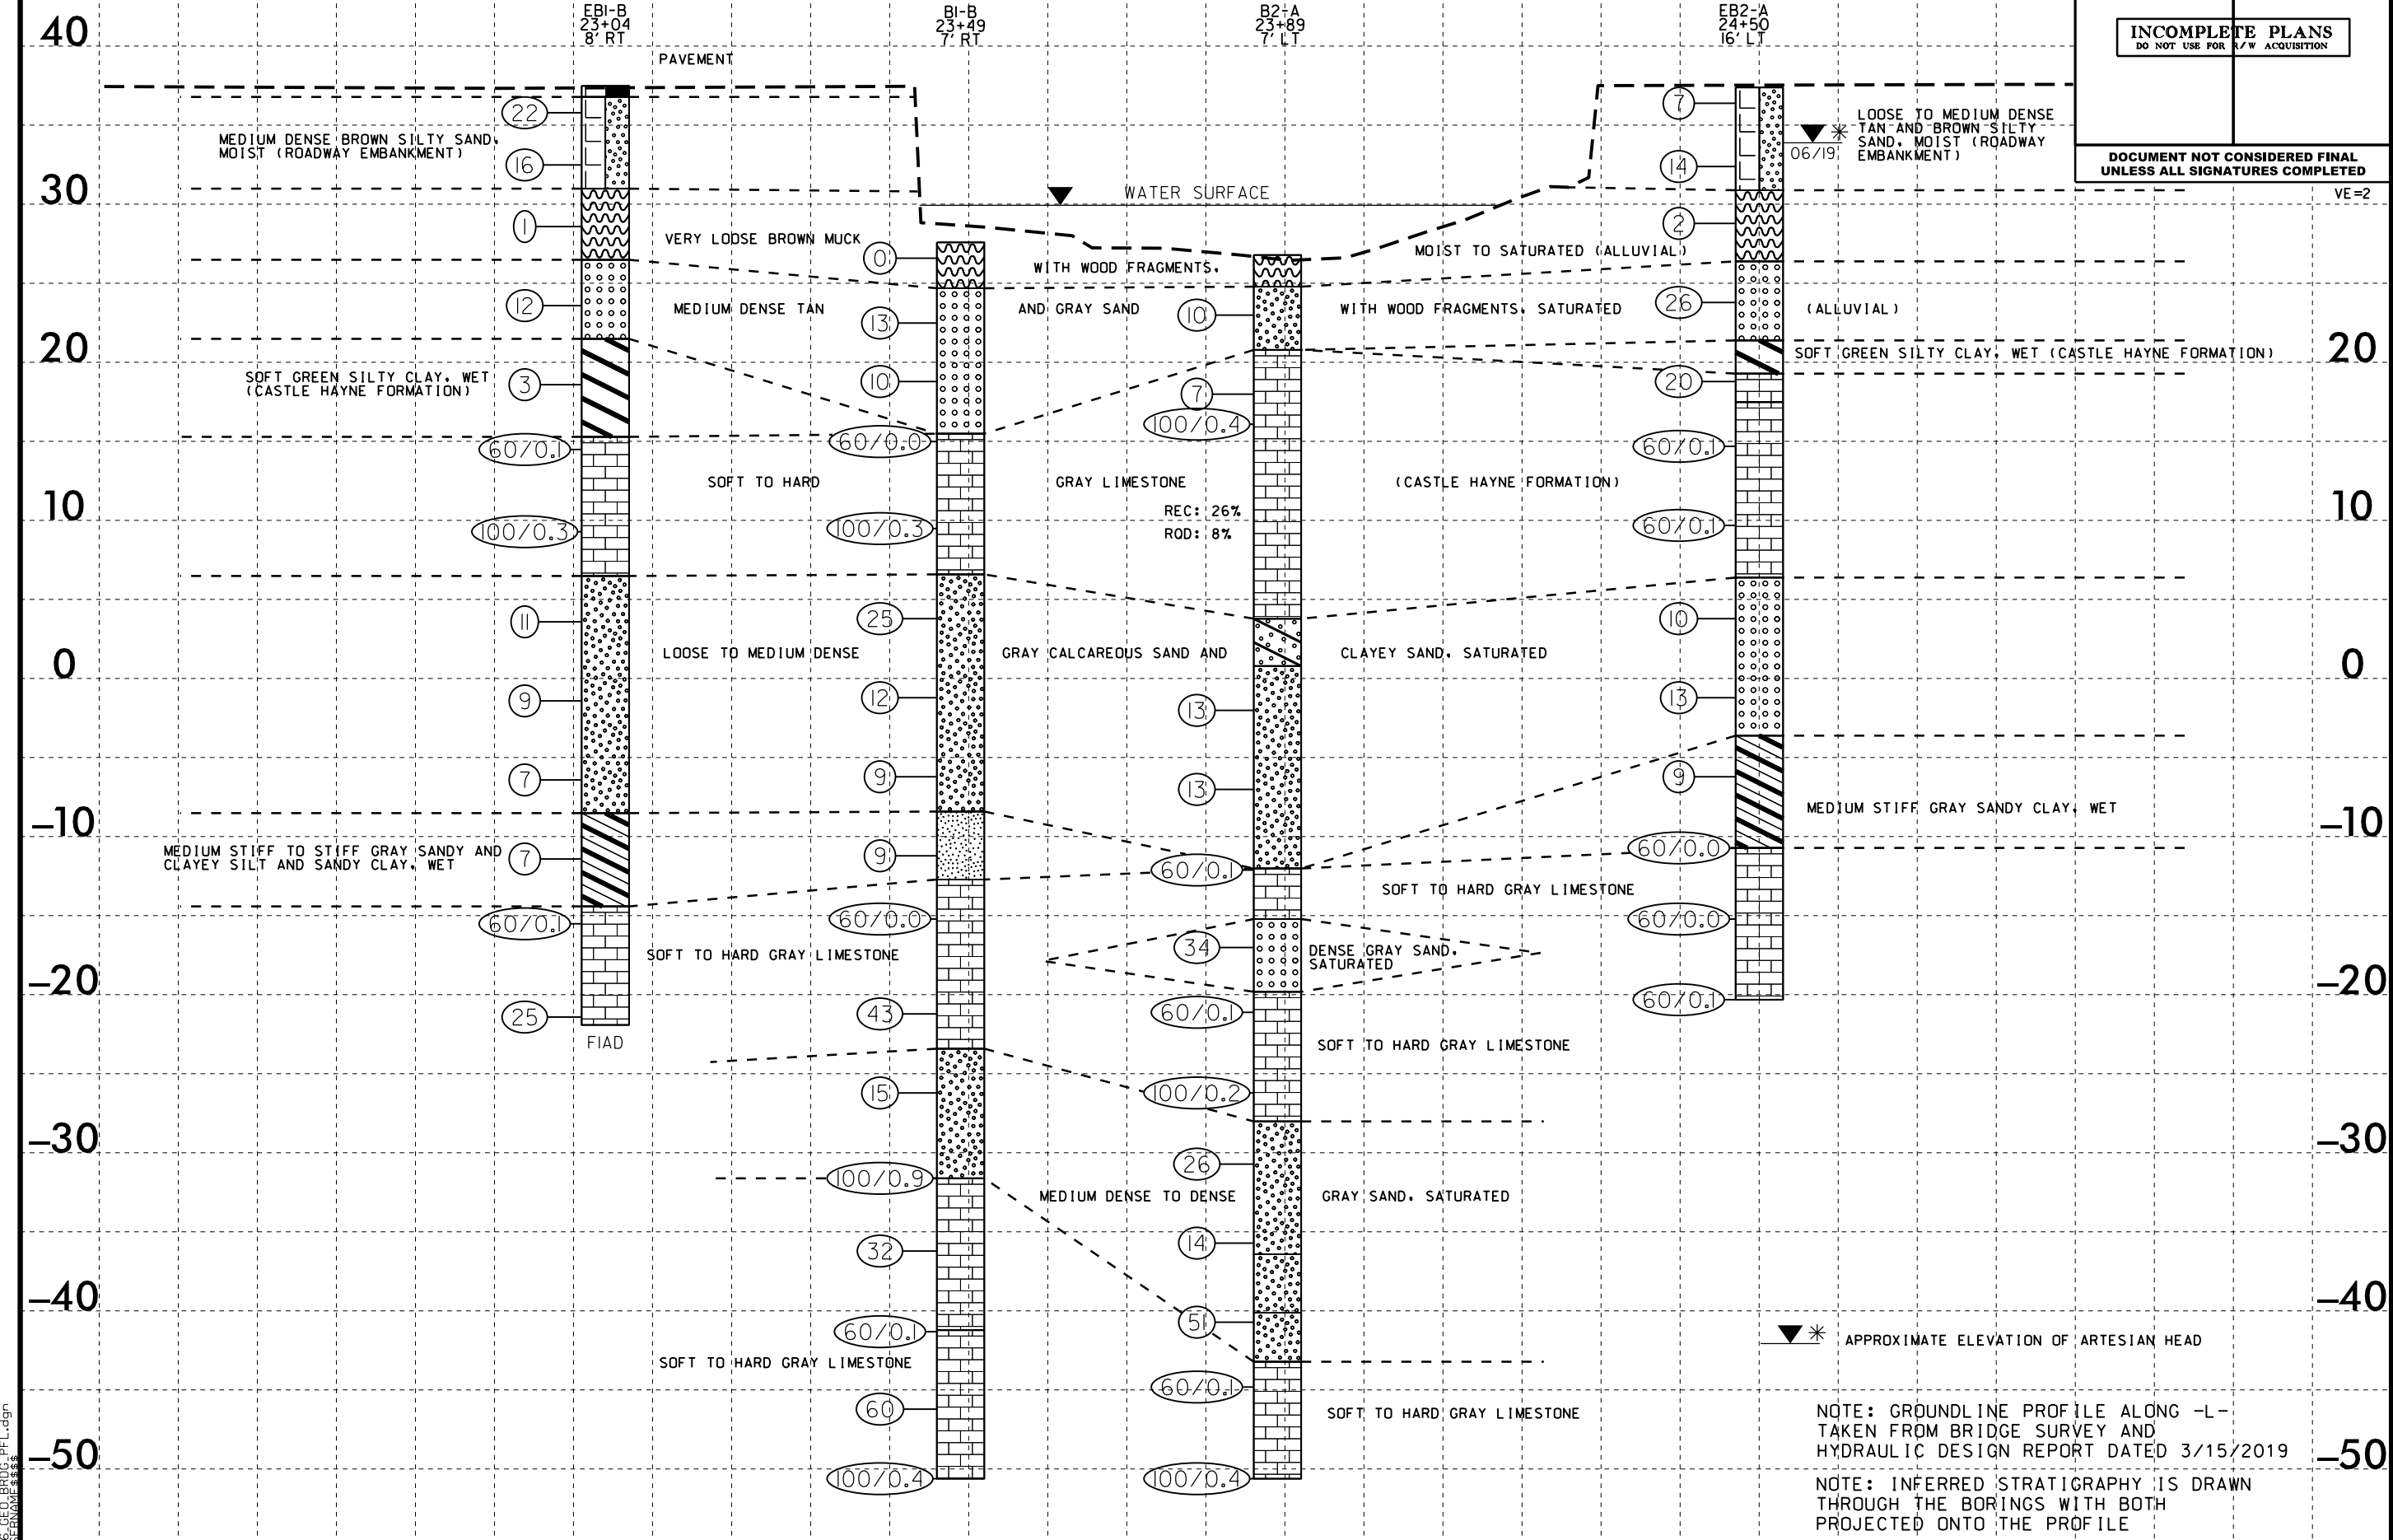 EB1-B
23+04
8' RT
B1-B
23+49
7' RT
B2-A
23+89
7' LT
EB2-A
24+50
16' LT
INCOMPLETE PLANS
DO NOT USE FOR R/W ACQUISITION
DOCUMENT NOT CONSIDERED FINAL
UNLESS ALL SIGNATURES COMPLETED
VE=2
40
30
20
10
0
-10
-20
-30
-40
-50
20
10
0
-10
-20
-30
-40
-50
PAVEMENT
MEDIUM DENSE BROWN SILTY SAND,
MOIST (ROADWAY EMBANKMENT)
LOOSE TO MEDIUM DENSE
TAN AND BROWN SILTY
SAND, MOIST (ROADWAY
EMBANKMENT)
*
06/19
WATER SURFACE
VERY LOOSE BROWN MUCK
WITH WOOD FRAGMENTS,
MOIST TO SATURATED (ALLUVIAL)
MEDIUM DENSE TAN
AND GRAY SAND
WITH WOOD FRAGMENTS, SATURATED
(ALLUVIAL)
SOFT GREEN SILTY CLAY, WET
(CASTLE HAYNE FORMATION)
SOFT GREEN SILTY CLAY, WET (CASTLE HAYNE FORMATION)
SOFT TO HARD
GRAY LIMESTONE
(CASTLE HAYNE FORMATION)
REC: 26%
RQD: 8%
LOOSE TO MEDIUM DENSE
GRAY CALCAREOUS SAND AND
CLAYEY SAND, SATURATED
MEDIUM STIFF TO STIFF GRAY SANDY AND
CLAYEY SILT AND SANDY CLAY, WET
MEDIUM STIFF GRAY SANDY CLAY, WET
SOFT TO HARD GRAY LIMESTONE
SOFT TO HARD GRAY LIMESTONE
DENSE GRAY SAND,
SATURATED
SOFT TO HARD GRAY LIMESTONE
MEDIUM DENSE TO DENSE
GRAY SAND, SATURATED
SOFT TO HARD GRAY LIMESTONE
SOFT TO HARD GRAY LIMESTONE
22
16
1
12
3
60/0.1
100/0.3
11
9
7
7
60/0.1
25
FIAD
0
13
10
60/0.0
100/0.3
25
12
9
9
60/0.0
43
15
100/0.9
32
60/0.1
60
100/0.4
10
7
100/0.4
13
13
60/0.1
34
60/0.1
100/0.2
26
14
51
60/0.1
100/0.4
7
14
2
26
20
60/0.1
60/0.1
10
13
9
60/0.0
60/0.0
60/0.1
* APPROXIMATE ELEVATION OF ARTESIAN HEAD
NOTE: GROUNDLINE PROFILE ALONG -L-
TAKEN FROM BRIDGE SURVEY AND
HYDRAULIC DESIGN REPORT DATED 3/15/2019
NOTE: INFERRED STRATIGRAPHY IS DRAWN
THROUGH THE BORINGS WITH BOTH
PROJECTED ONTO THE PROFILE